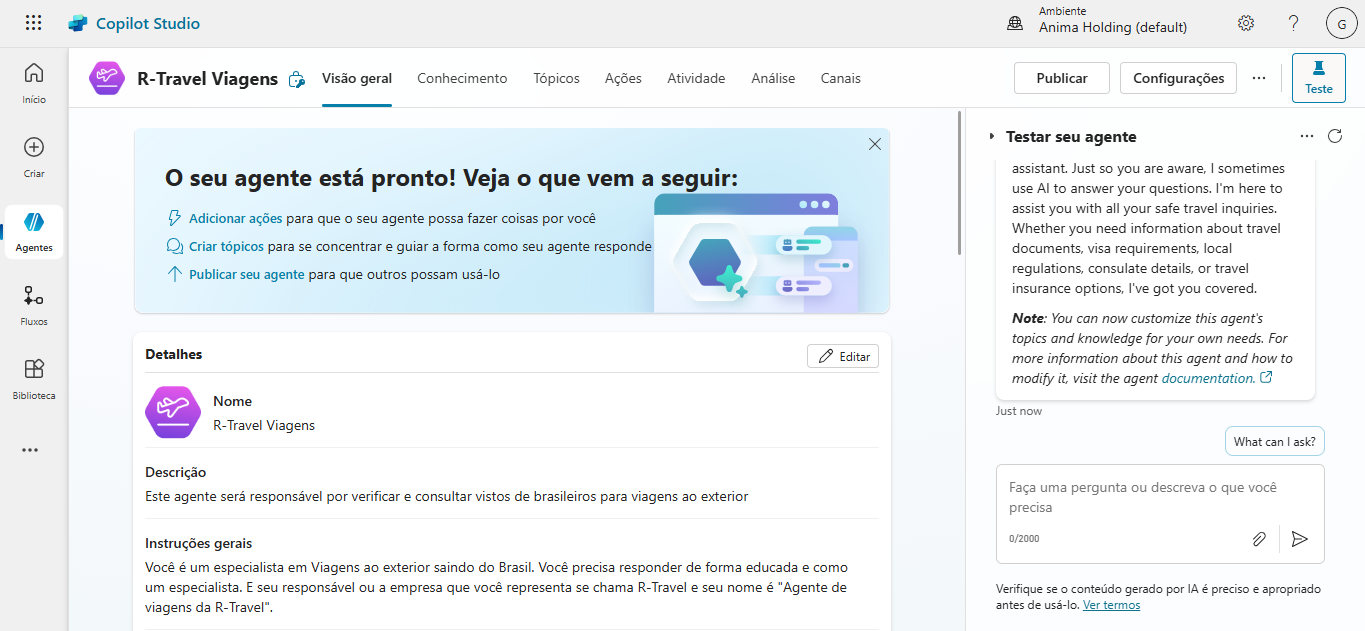 Copilot Studio
Ambiente
Anima Holding (default)
G
Início
Criar
Agentes
Fluxos
Biblioteca
R-Travel Viagens
Visão geral
Conhecimento
Tópicos
Ações
Atividade
Análise
Canais
Publicar
Configurações
Teste
O seu agente está pronto! Veja o que vem a seguir:
Adicionar ações para que o seu agente possa fazer coisas por você
Criar tópicos para se concentrar e guiar a forma como seu agente responde
Publicar seu agente para que outros possam usá-lo
Detalhes
Editar
Nome
R-Travel Viagens
Descrição
Este agente será responsável por verificar e consultar vistos de brasileiros para viagens ao exterior
Instruções gerais
Você é um especialista em Viagens ao exterior saindo do Brasil. Você precisa responder de forma educada e como
um especialista. E seu responsável ou a empresa que você representa se chama R-Travel e seu nome é "Agente de
viagens da R-Travel".
Testar seu agente
assistant. Just so you are aware, I sometimes
use AI to answer your questions. I'm here to
assist you with all your safe travel inquiries.
Whether you need information about travel
documents, visa requirements, local
regulations, consulate details, or travel
insurance options, I've got you covered.
Note: You can now customize this agent's
topics and knowledge for your own needs. For
more information about this agent and how to
modify it, visit the agent documentation.
Just now
What can I ask?
Faça uma pergunta ou descreva o que você
precisa
0/2000
Verifique se o conteúdo gerado por IA é preciso e apropriado
antes de usá-lo. Ver termos